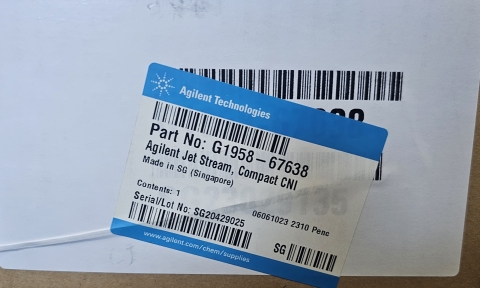 Agilent Technologies
Part No: G1958-67638
Agilent Jet Stream, Compact CNI
Made in SG (Singapore)
Contents: 1
06061023 2310 Penc
Serial/Lot No: SG20429025
SG
www.agilent.com/chem/supplies